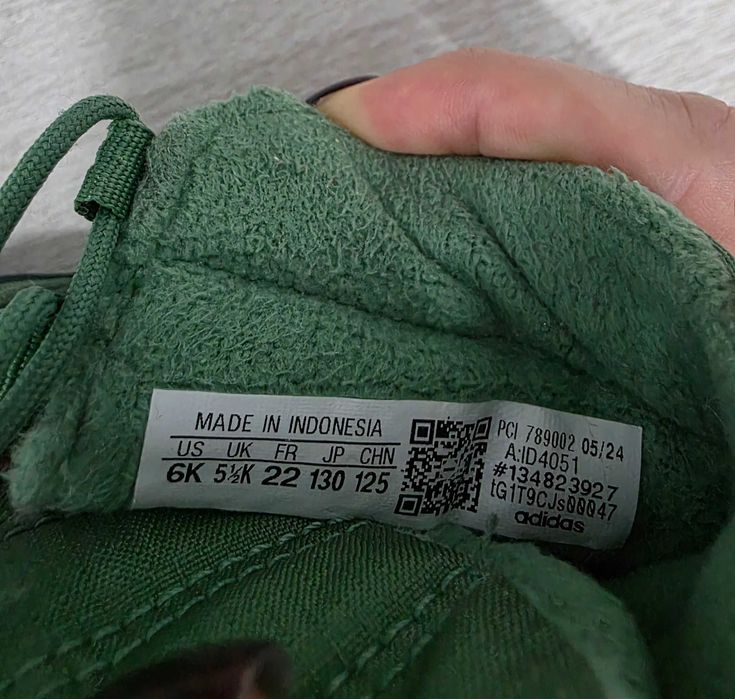 MADE IN INDONESIA
US UK FR JP CHN
6K 5½K 22 130 125
PCI 789002 05/24
A:ID4051
#134823927
tG1T9CJs00047
adidas